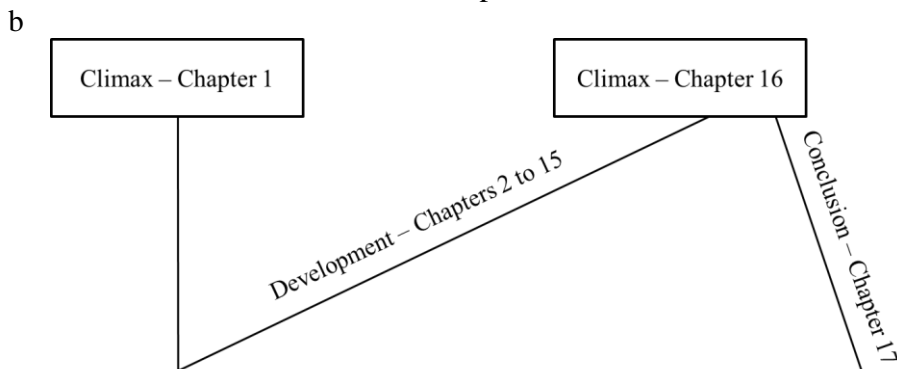 b
Climax – Chapter 1
Climax – Chapter 16
Development – Chapters 2 to 15
Conclusion – Chapter 17